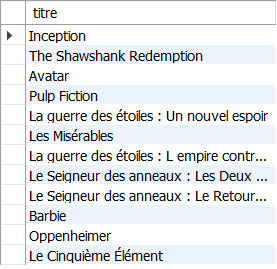 titre
Inception
The Shawshank Redemption
Avatar
Pulp Fiction
La guerre des étoiles : Un nouvel espoir
Les Misérables
La guerre des étoiles : L empire contr...
Le Seigneur des anneaux : Les Deux ...
Le Seigneur des anneaux : Le Retour...
Barbie
Oppenheimer
Le Cinquième Élément